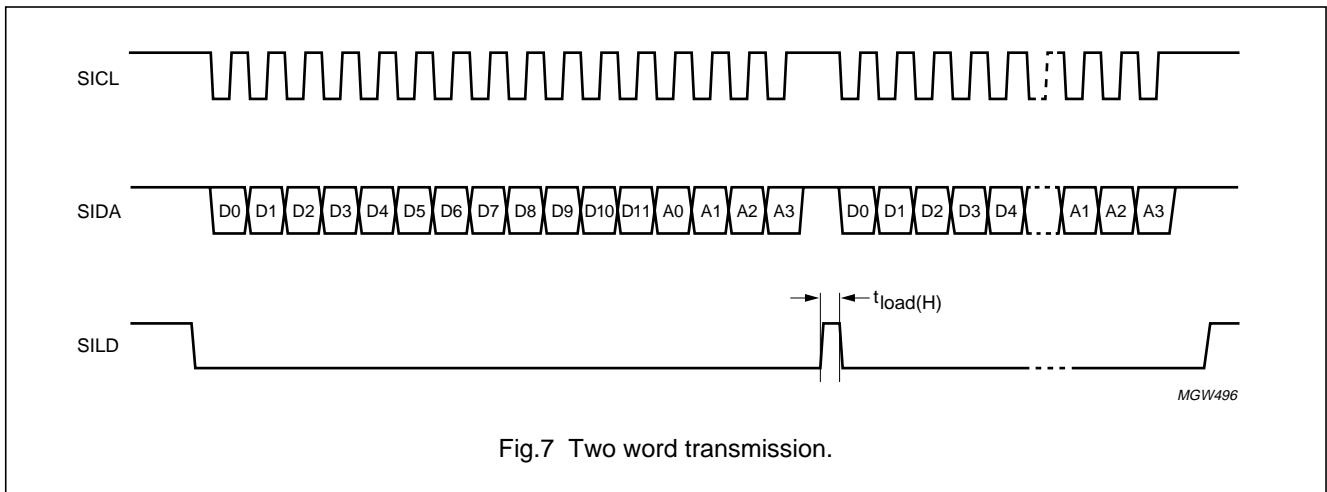 SICL
SIDA D0 D1 D2 D3 D4 D5 D6 D7 D8 D9 D10 D11 A0 A1 A2 A3 D0 D1 D2 D3 D4 A1 A2 A3
tload(H)
SILD
MGW496
Fig.7 Two word transmission.